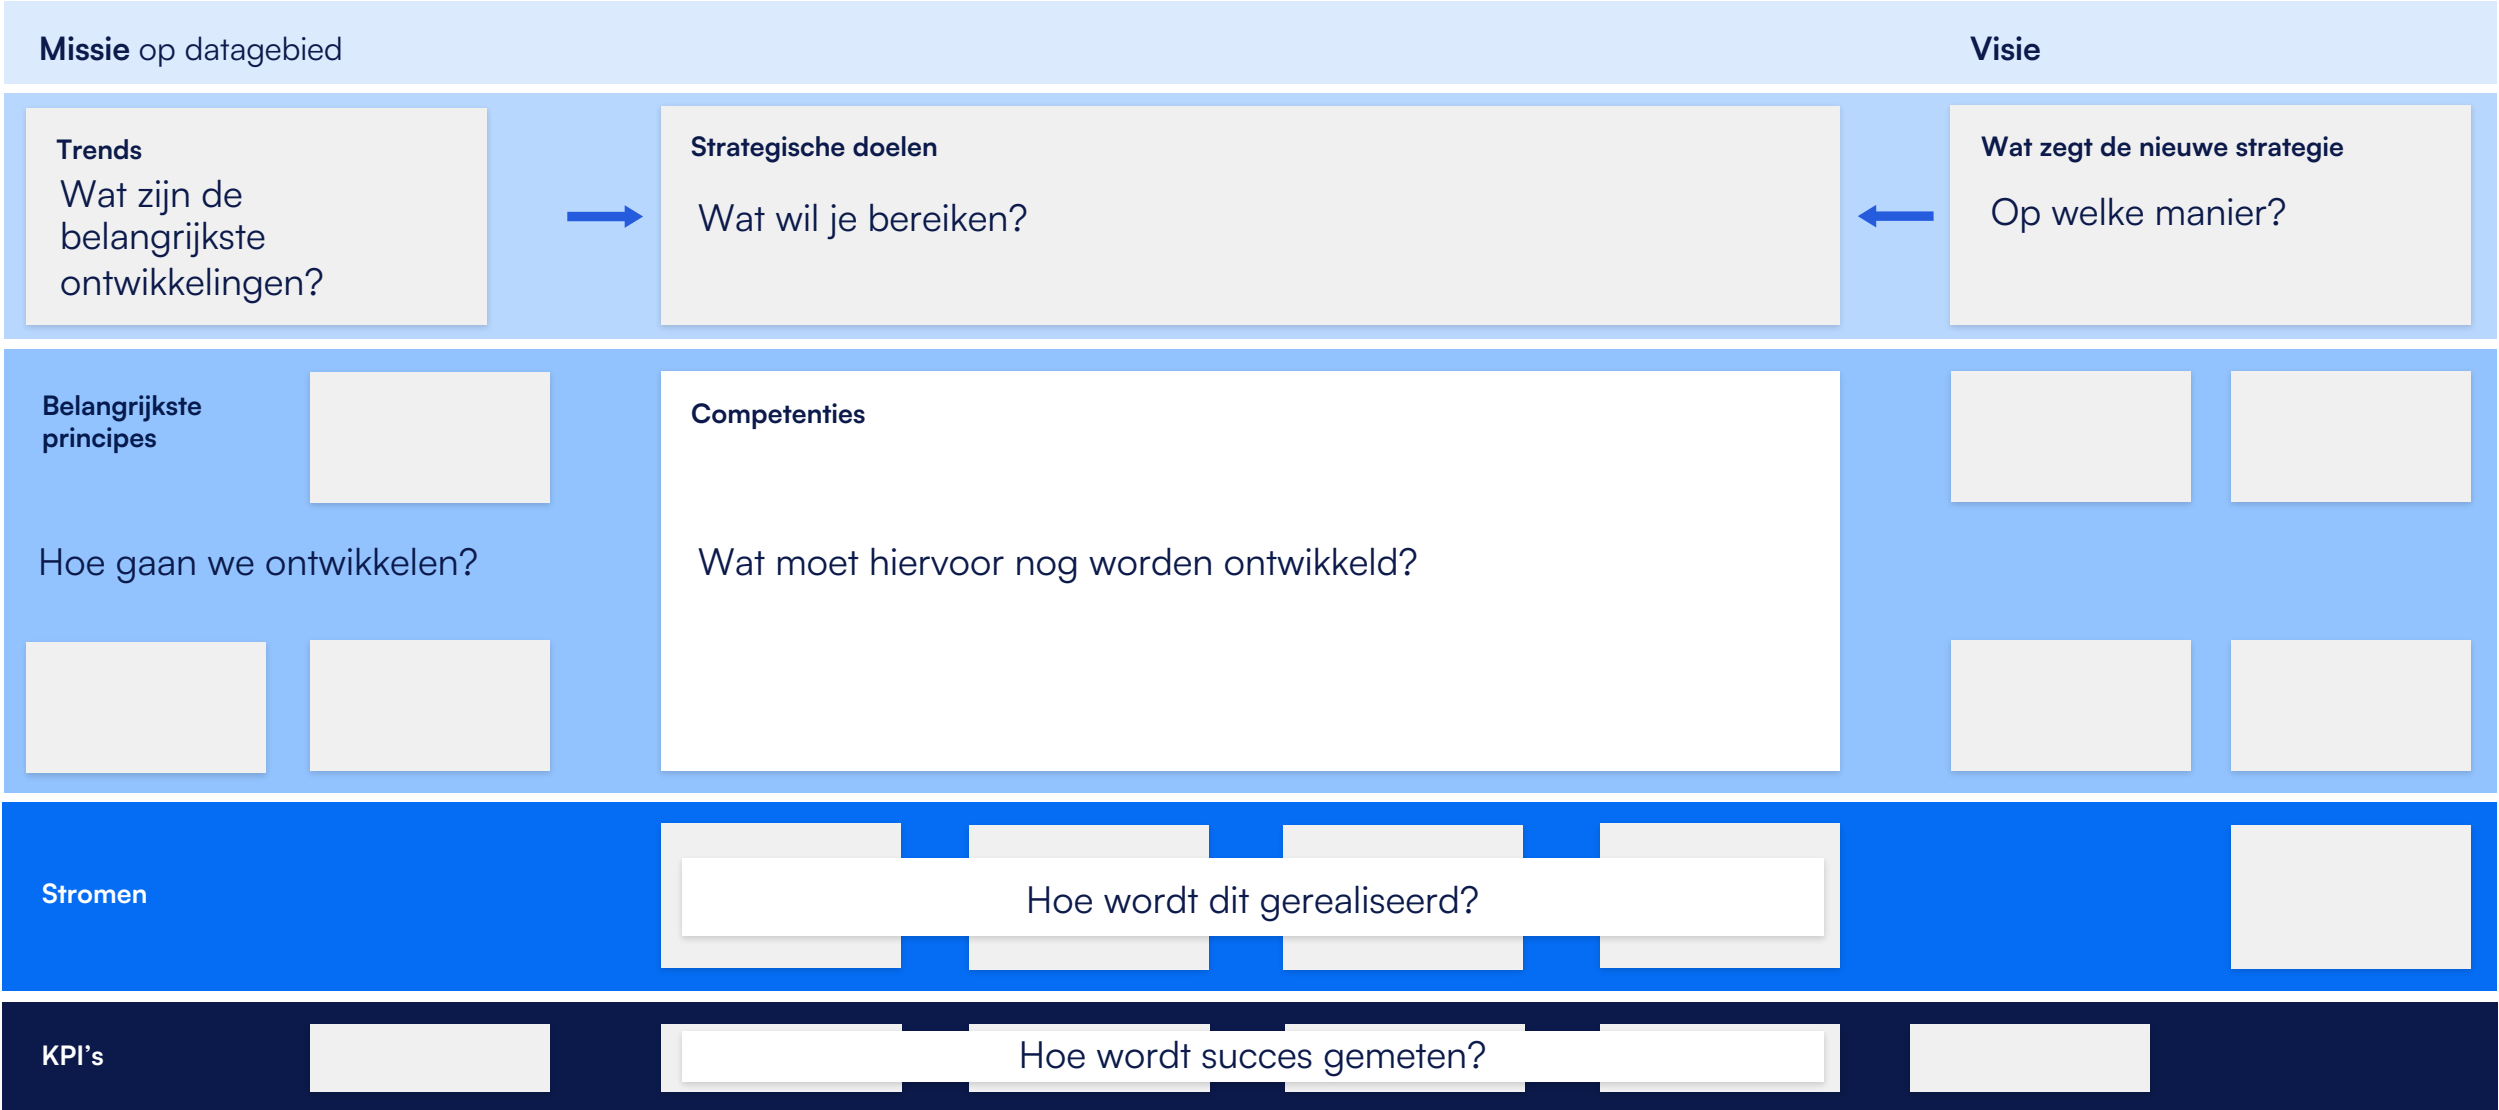 Missie op datagebied
Visie
Trends
Wat zijn de
belangrijkste
ontwikkelingen?
Strategische doelen
Wat wil je bereiken?
Wat zegt de nieuwe strategie
Op welke manier?
Belangrijkste
principes
Hoe gaan we ontwikkelen?
Competenties
Wat moet hiervoor nog worden ontwikkeld?
Stromen
Hoe wordt dit gerealiseerd?
KPI’s
Hoe wordt succes gemeten?